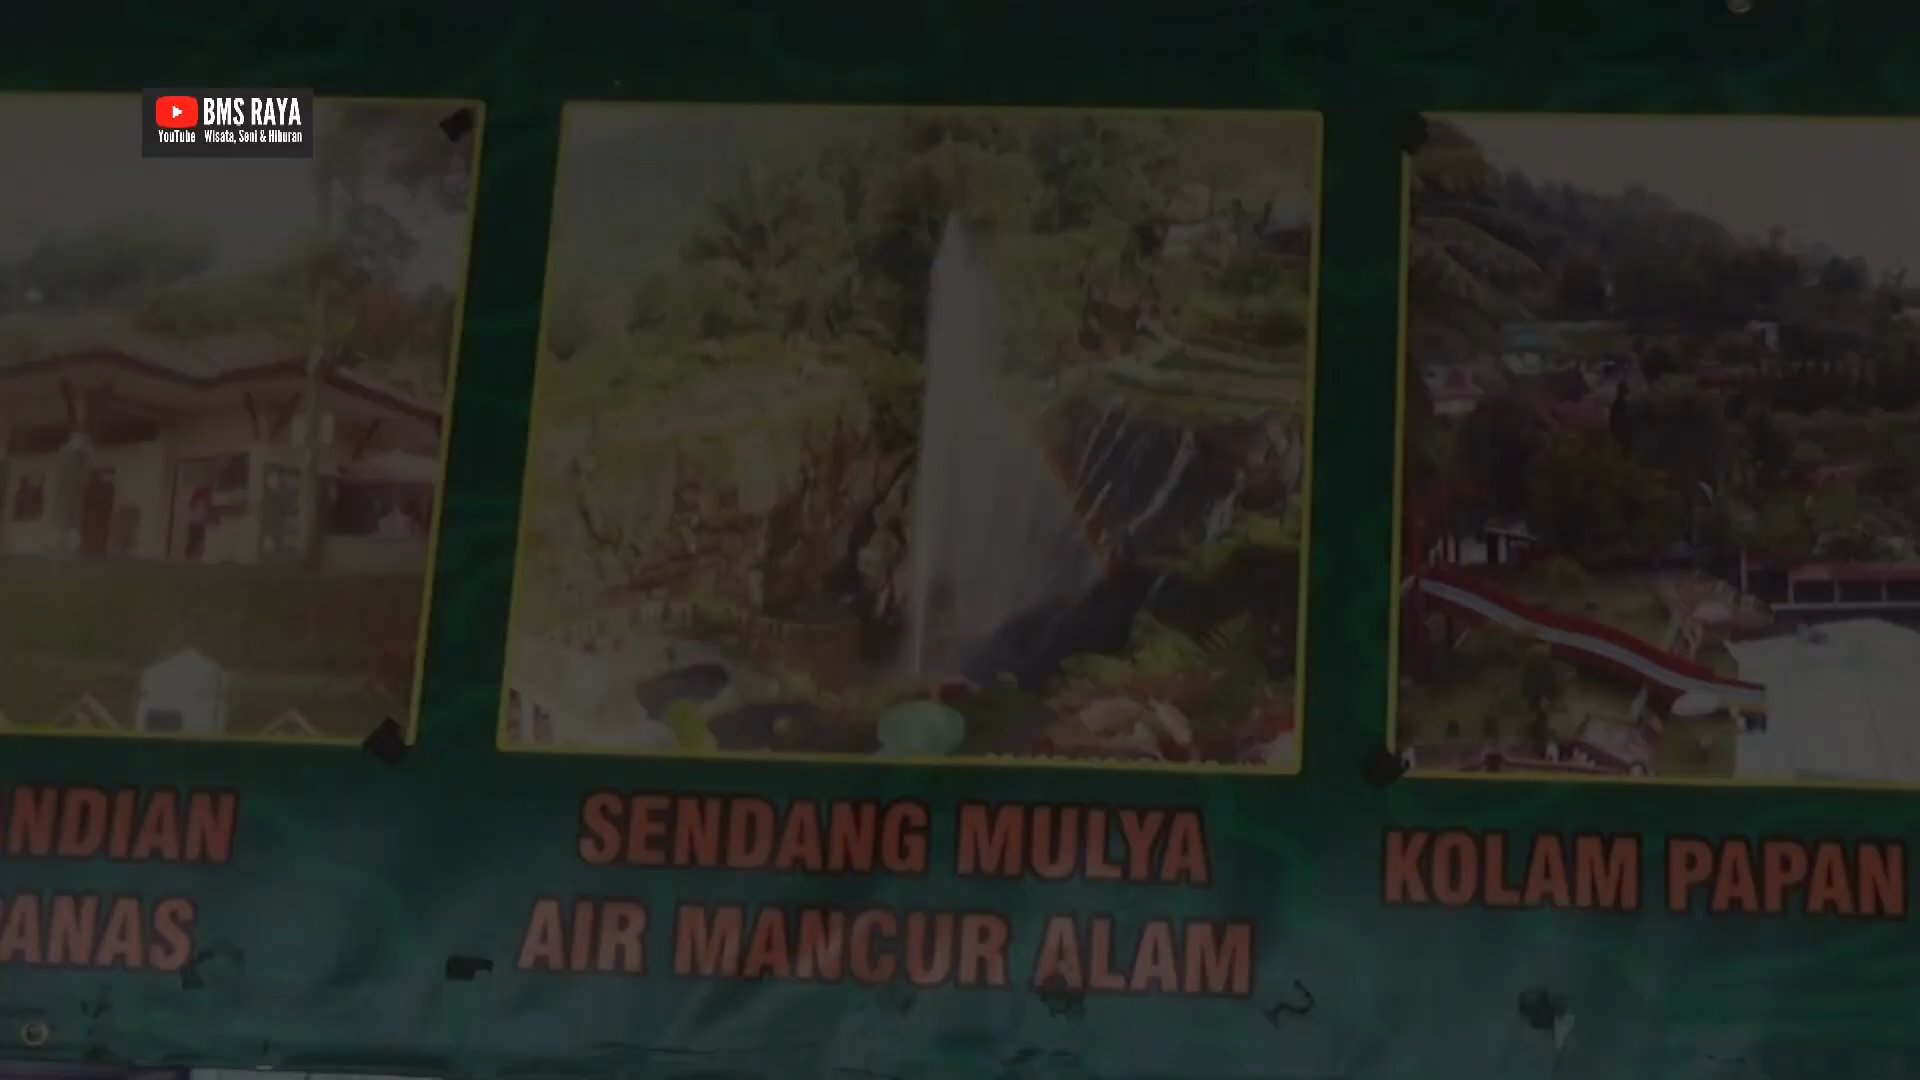 BMS RAYA
YouTube Wisata, Seni & Hiburan
NDIAN
ANAS
SENDANG MULYA
AIR MANCUR ALAM
KOLAM PAPAN